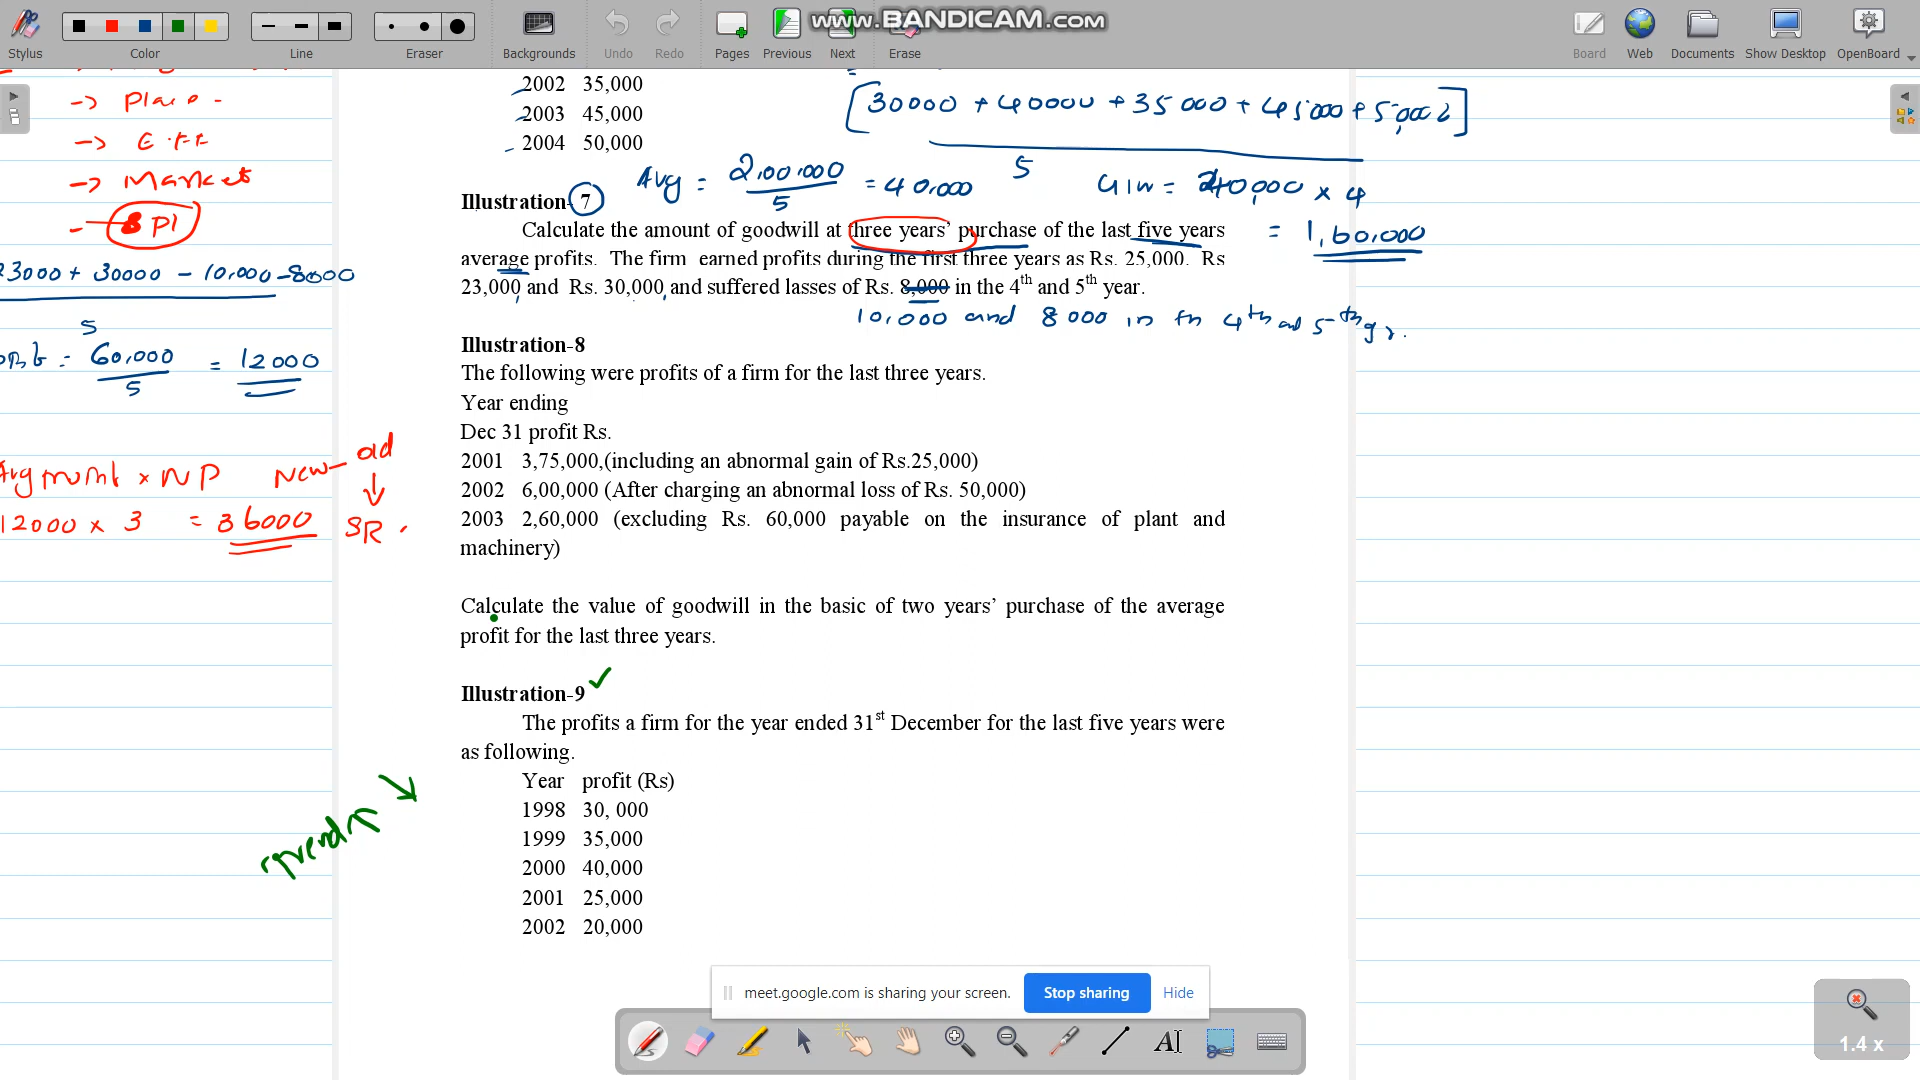 www.BANDICAM.com
Stylus Color Line Eraser Backgrounds Undo Redo Pages Previous Next Erase Board Web Documents Show Desktop OpenBoard
2002 35,000
2003 45,000
2004 50,000
[30000 + 40000 + 35000 + 45000 + 50,000]
5
Avg = 2,00,000 = 40,000
5
G/W = 40,000 × 4
= 1,60,000
Illustration- 7
Calculate the amount of goodwill at three years’ purchase of the last five years
average profits. The firm earned profits during the first three years as Rs. 25,000. Rs
23,000 and Rs. 30,000, and suffered lasses of Rs. 8,000 in the 4th and 5th year.
10,000 and 8000 in th 4th and 5th yr.
→ Market
23000 + 30000 - 10,000 - 8000
5
= 60,000 = 12000
5
× NP New - old
12000 × 3 = 36000 SR
Illustration-8
The following were profits of a firm for the last three years.
Year ending
Dec 31 profit Rs.
2001 3,75,000,(including an abnormal gain of Rs.25,000)
2002 6,00,000 (After charging an abnormal loss of Rs. 50,000)
2003 2,60,000 (excluding Rs. 60,000 payable on the insurance of plant and
machinery)
Calculate the value of goodwill in the basic of two years’ purchase of the average
profit for the last three years.
Illustration-9
The profits a firm for the year ended 31st December for the last five years were
as following.
Year profit (Rs)
1998 30, 000
1999 35,000
2000 40,000
2001 25,000
2002 20,000
meet.google.com is sharing your screen. Stop sharing Hide
1.4 x